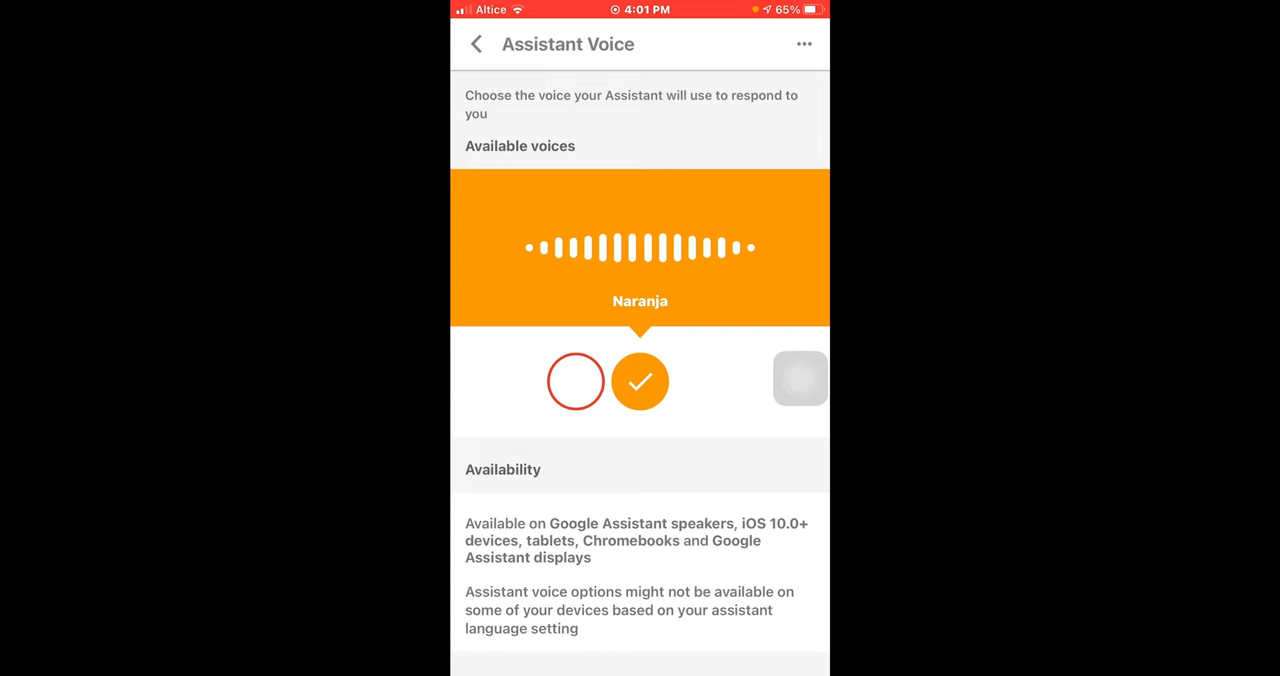 Altice 4:01 PM 65%
Assistant Voice
Choose the voice your Assistant will use to respond to
you
Available voices
Naranja
Availability
Available on Google Assistant speakers, iOS 10.0+
devices, tablets, Chromebooks and Google
Assistant displays
Assistant voice options might not be available on
some of your devices based on your assistant
language setting